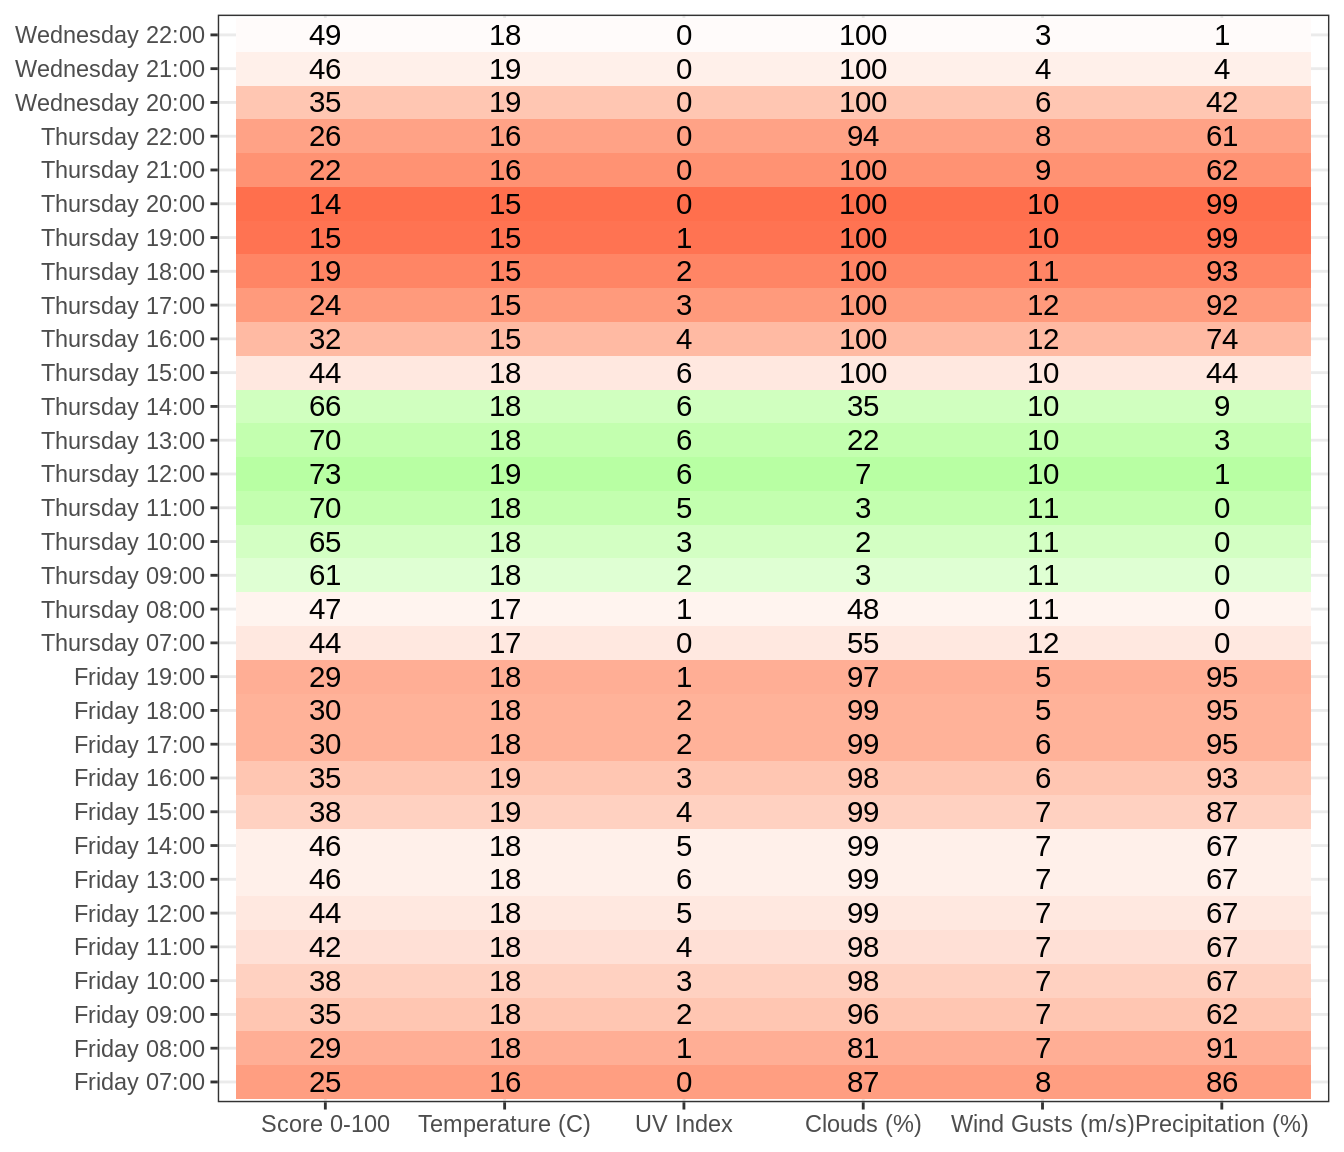 Wednesday 22:00 49 18 0 100 3 1
Wednesday 21:00 46 19 0 100 4 4
Wednesday 20:00 35 19 0 100 6 42
Thursday 22:00 26 16 0 94 8 61
Thursday 21:00 22 16 0 100 9 62
Thursday 20:00 14 15 0 100 10 99
Thursday 19:00 15 15 1 100 10 99
Thursday 18:00 19 15 2 100 11 93
Thursday 17:00 24 15 3 100 12 92
Thursday 16:00 32 15 4 100 12 74
Thursday 15:00 44 18 6 100 10 44
Thursday 14:00 66 18 6 35 10 9
Thursday 13:00 70 18 6 22 10 3
Thursday 12:00 73 19 6 7 10 1
Thursday 11:00 70 18 5 3 11 0
Thursday 10:00 65 18 3 2 11 0
Thursday 09:00 61 18 2 3 11 0
Thursday 08:00 47 17 1 48 11 0
Thursday 07:00 44 17 0 55 12 0
Friday 19:00 29 18 1 97 5 95
Friday 18:00 30 18 2 99 5 95
Friday 17:00 30 18 2 99 6 95
Friday 16:00 35 19 3 98 6 93
Friday 15:00 38 19 4 99 7 87
Friday 14:00 46 18 5 99 7 67
Friday 13:00 46 18 6 99 7 67
Friday 12:00 44 18 5 99 7 67
Friday 11:00 42 18 4 98 7 67
Friday 10:00 38 18 3 98 7 67
Friday 09:00 35 18 2 96 7 62
Friday 08:00 29 18 1 81 7 91
Friday 07:00 25 16 0 87 8 86
Score 0-100 Temperature (C) UV Index Clouds (%) Wind Gusts (m/s) Precipitation (%)